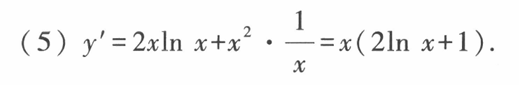 (5) y′=2xln x+x² · 1/x=x(2ln x+1).